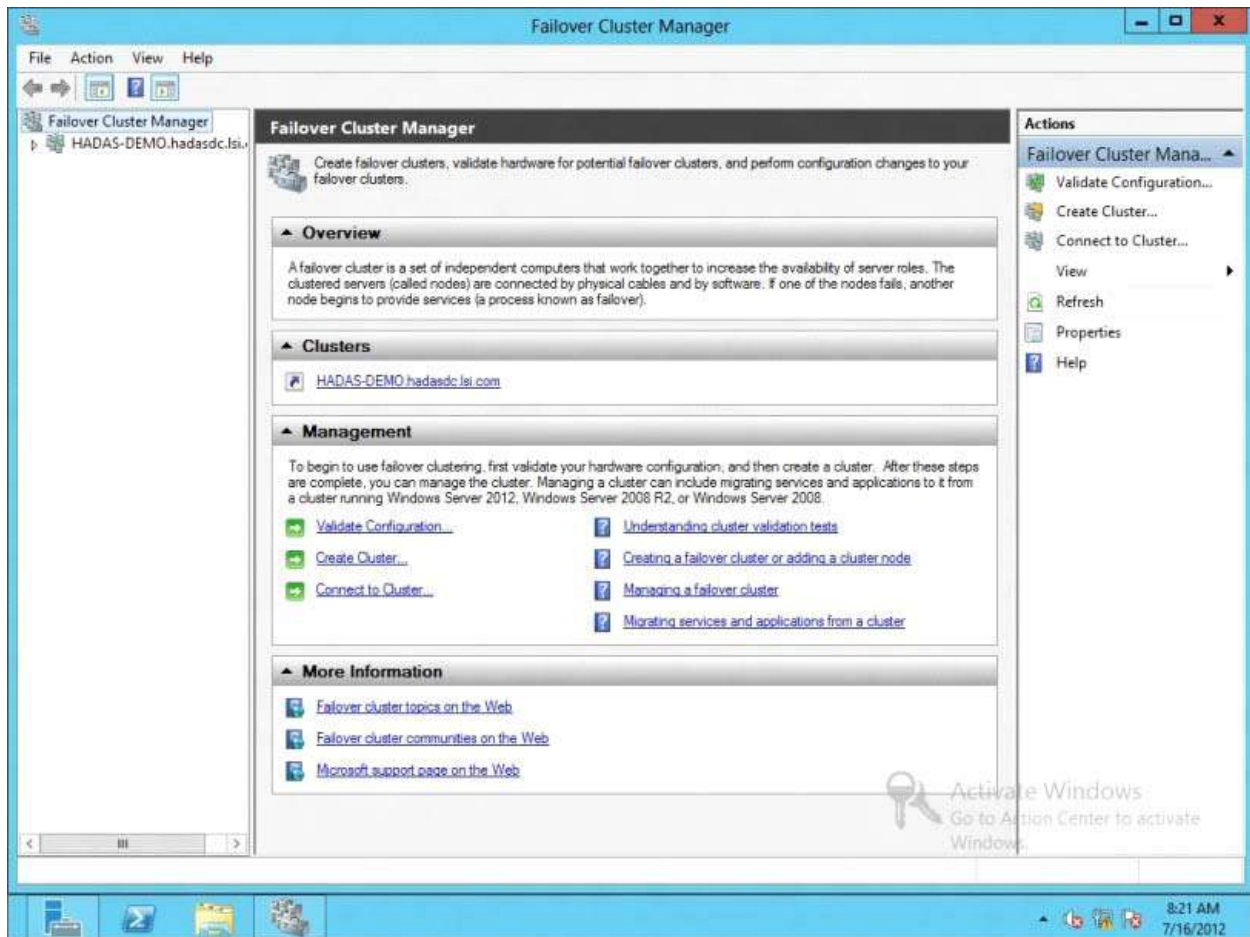 Failover Cluster Manager
File Action View Help
Failover Cluster Manager
HADAS-DEMO.hadasdc.lsi.
Failover Cluster Manager
Create failover clusters, validate hardware for potential failover clusters, and perform configuration changes to your
failover clusters.
Overview
A failover cluster is a set of independent computers that work together to increase the availability of server roles. The
clustered servers (called nodes) are connected by physical cables and by software. If one of the nodes fails, another
node begins to provide services (a process known as failover).
Clusters
HADAS-DEMO.hadasdc.lsi.com
Management
To begin to use failover clustering, first validate your hardware configuration, and then create a cluster. After these steps
are complete, you can manage the cluster. Managing a cluster can include migrating services and applications to it from
a cluster running Windows Server 2012, Windows Server 2008 R2, or Windows Server 2008.
Validate Configuration...
Understanding cluster validation tests
Create Cluster...
Creating a failover cluster or adding a cluster node
Connect to Cluster...
Managing a failover cluster
Migrating services and applications from a cluster
More Information
Failover cluster topics on the Web
Failover cluster communities on the Web
Microsoft support page on the Web
Actions
Failover Cluster Mana...
Validate Configuration...
Create Cluster...
Connect to Cluster...
View
Refresh
Properties
Help
Activate Windows
Go to Action Center to activate
Windows.
8:21 AM
7/16/2012